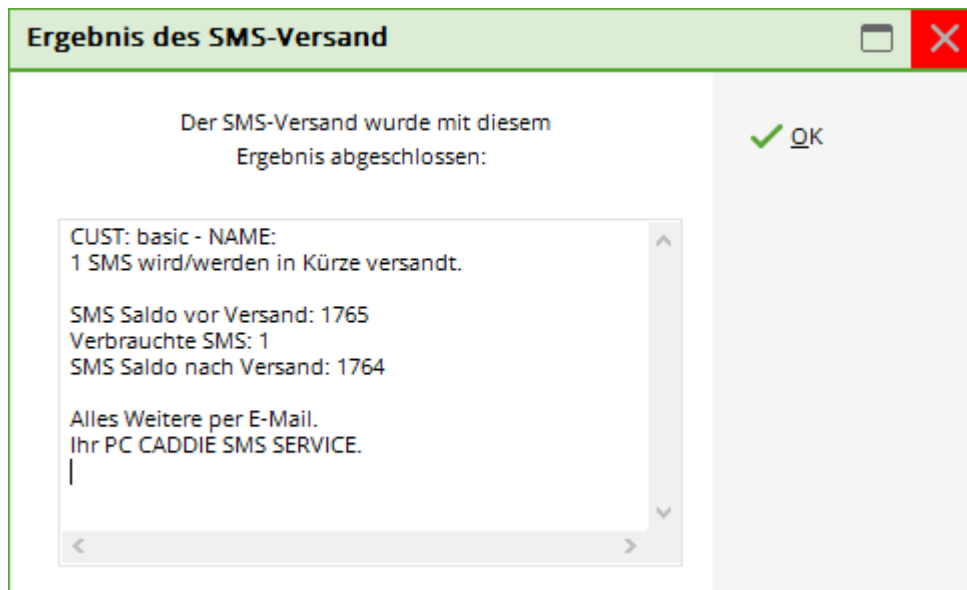 Ergebnis des SMS-Versand
Der SMS-Versand wurde mit diesem
Ergebnis abgeschlossen:
OK
CUST: basic - NAME:
1 SMS wird/werden in Kürze versandt.
SMS Saldo vor Versand: 1765
Verbrauchte SMS: 1
SMS Saldo nach Versand: 1764
Alles Weitere per E-Mail.
Ihr PC CADDIE SMS SERVICE.